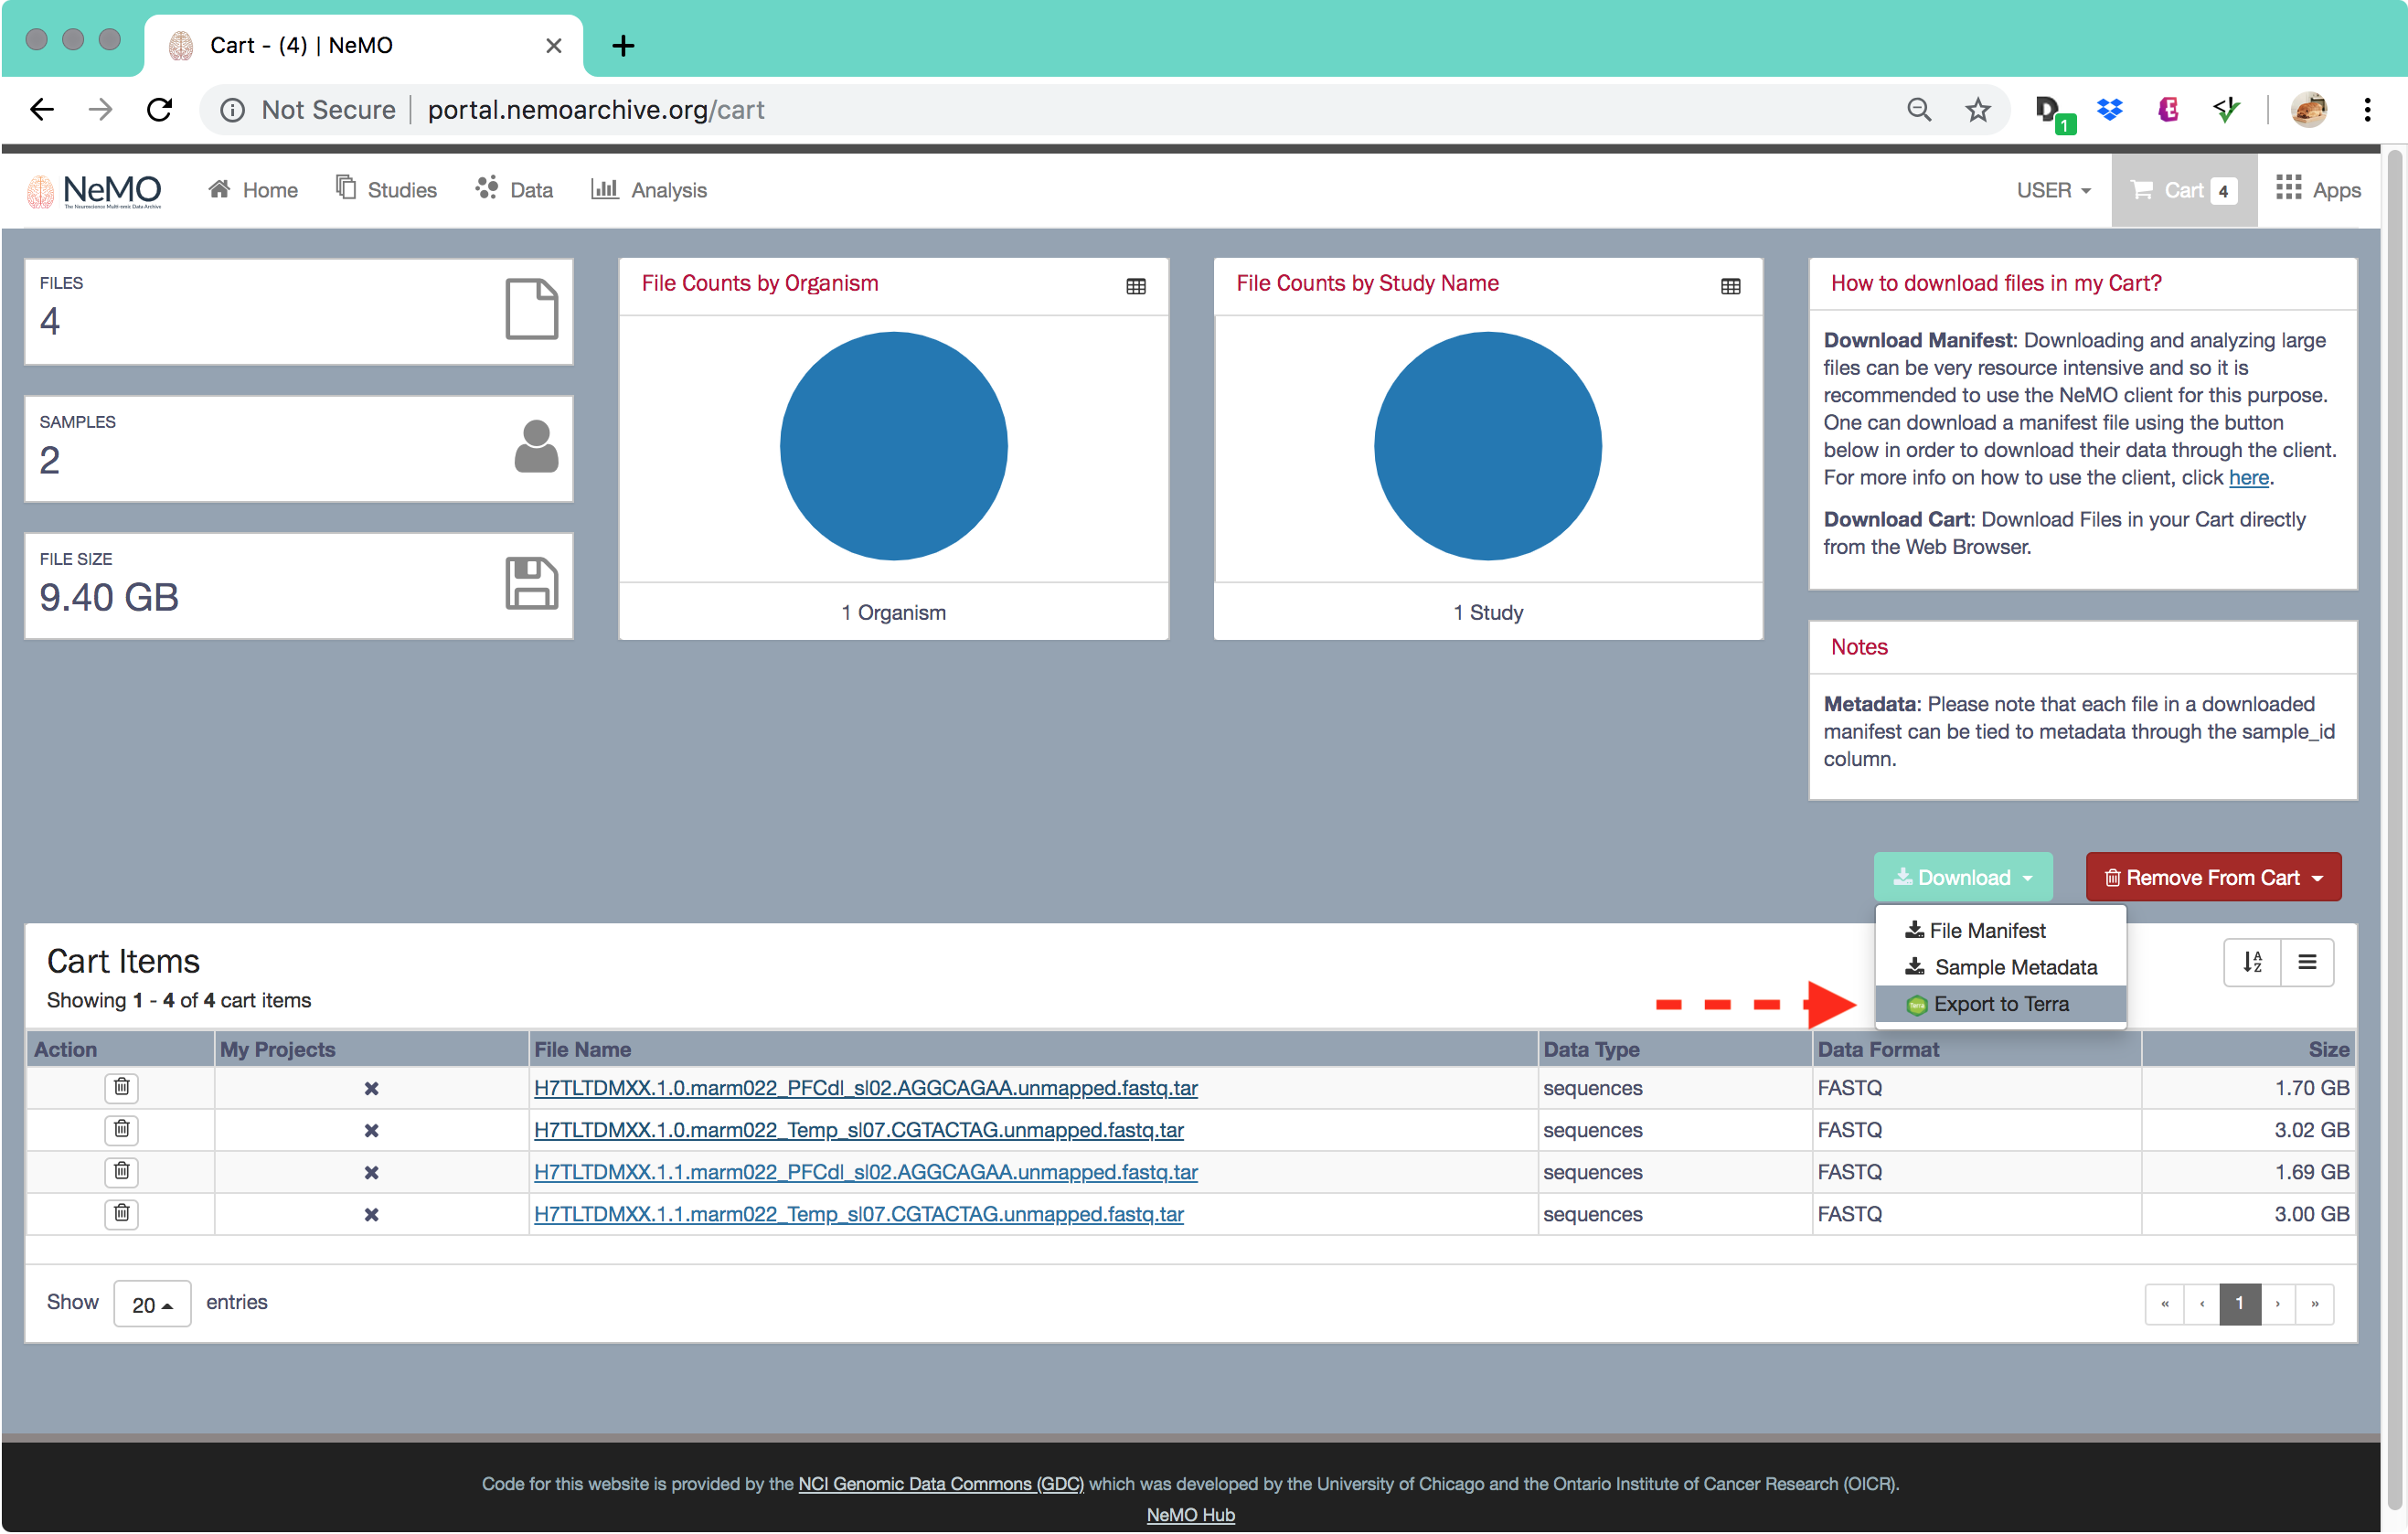 Cart - (4) | NeMO
Not Secure | portal.nemoarchive.org/cart
1
NeMO
The Neuroscience Multi-omic Data Archive
Home
Studies
Data
Analysis
USER
Cart 4
Apps
FILES
4
SAMPLES
2
FILE SIZE
9.40 GB
File Counts by Organism
1 Organism
File Counts by Study Name
1 Study
How to download files in my Cart?
Download Manifest: Downloading and analyzing large
files can be very resource intensive and so it is
recommended to use the NeMO client for this purpose.
One can download a manifest file using the button
below in order to download their data through the client.
For more info on how to use the client, click here.
Download Cart: Download Files in your Cart directly
from the Web Browser.
Notes
Metadata: Please note that each file in a downloaded
manifest can be tied to metadata through the sample_id
column.
Download
Remove From Cart
File Manifest
Sample Metadata
Export to Terra
Cart Items
Showing 1 - 4 of 4 cart items
Action My Projects File Name Data Type Data Format Size
H7TLTDMXX.1.0.marm022_PFCdl_sl02.AGGCAGAA.unmapped.fastq.tar sequences FASTQ 1.70 GB
H7TLTDMXX.1.0.marm022_Temp_sl07.CGTACTAG.unmapped.fastq.tar sequences FASTQ 3.02 GB
H7TLTDMXX.1.1.marm022_PFCdl_sl02.AGGCAGAA.unmapped.fastq.tar sequences FASTQ 1.69 GB
H7TLTDMXX.1.1.marm022_Temp_sl07.CGTACTAG.unmapped.fastq.tar sequences FASTQ 3.00 GB
Show 20 entries
« ‹ 1 › »
Code for this website is provided by the NCI Genomic Data Commons (GDC) which was developed by the University of Chicago and the Ontario Institute of Cancer Research (OICR).
NeMO Hub